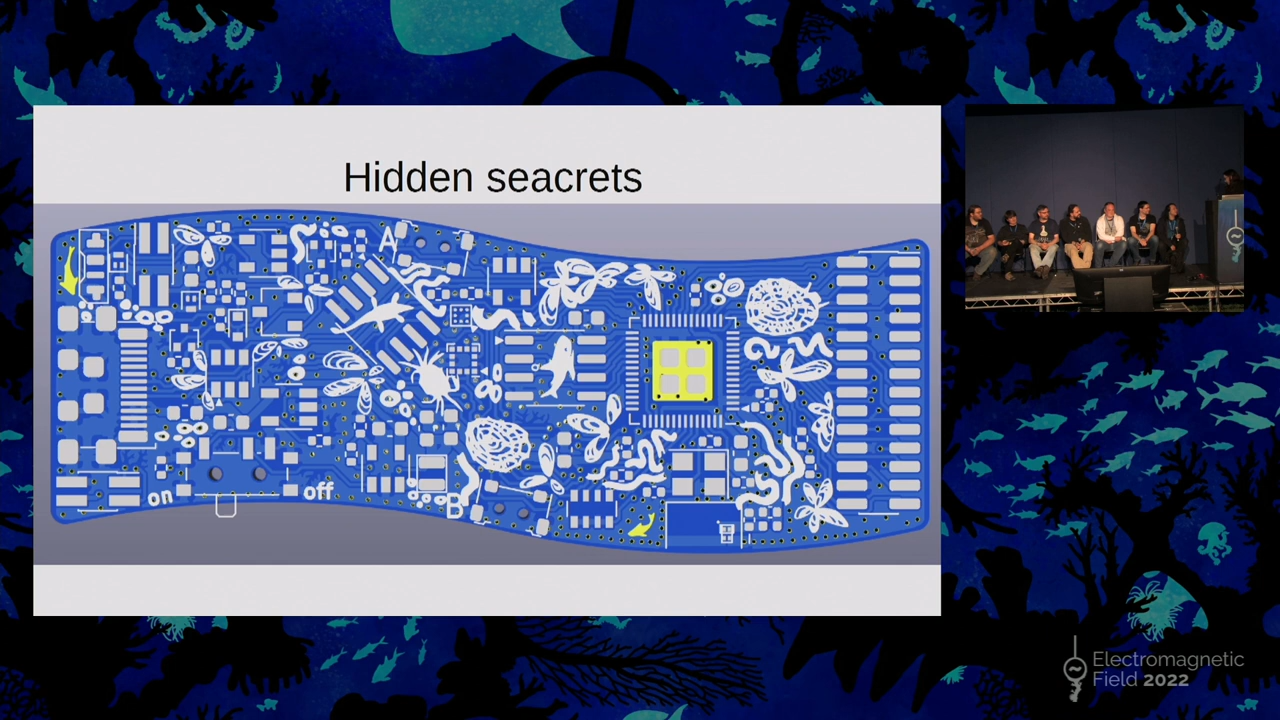 Hidden seacrets
A
on
off
B
Electromagnetic
Field 2022